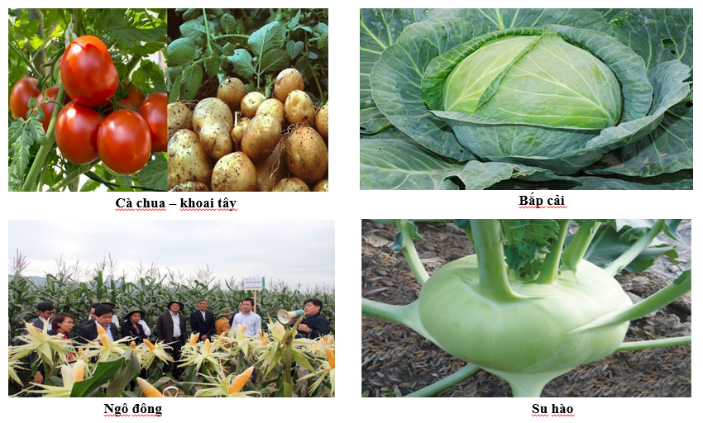 Cà chua – khoai tây
Bắp cải
Ngô đông
Su hào